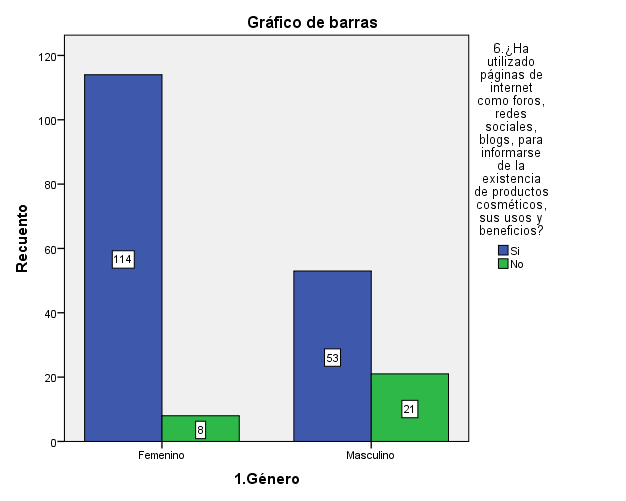 Gráfico de barras
120
100
80
60
40
20
0
Recuento
114
8
53
21
Femenino
Masculino
1.Género
6.¿Ha
utilizado
páginas de
internet
como foros,
redes
sociales,
blogs, para
informarse
de la
existencia
de productos
cosméticos,
sus usos y
beneficios?
Si
No